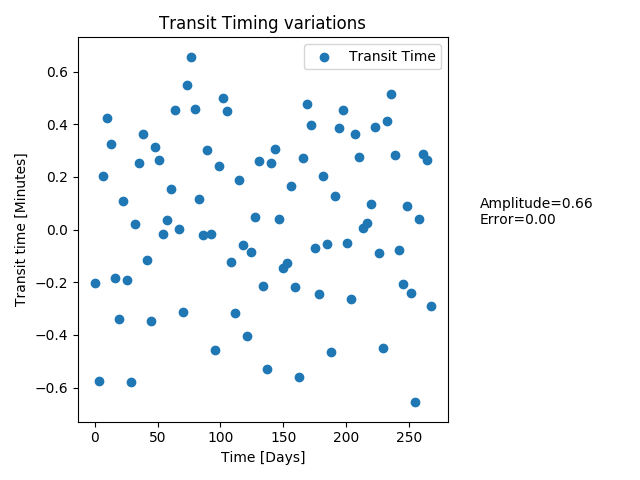 Transit Timing variations
Transit Time
Transit time [Minutes]
0.6
0.4
0.2
0.0
−0.2
−0.4
−0.6
0
50
100
150
200
250
Time [Days]
Amplitude=0.66
Error=0.00